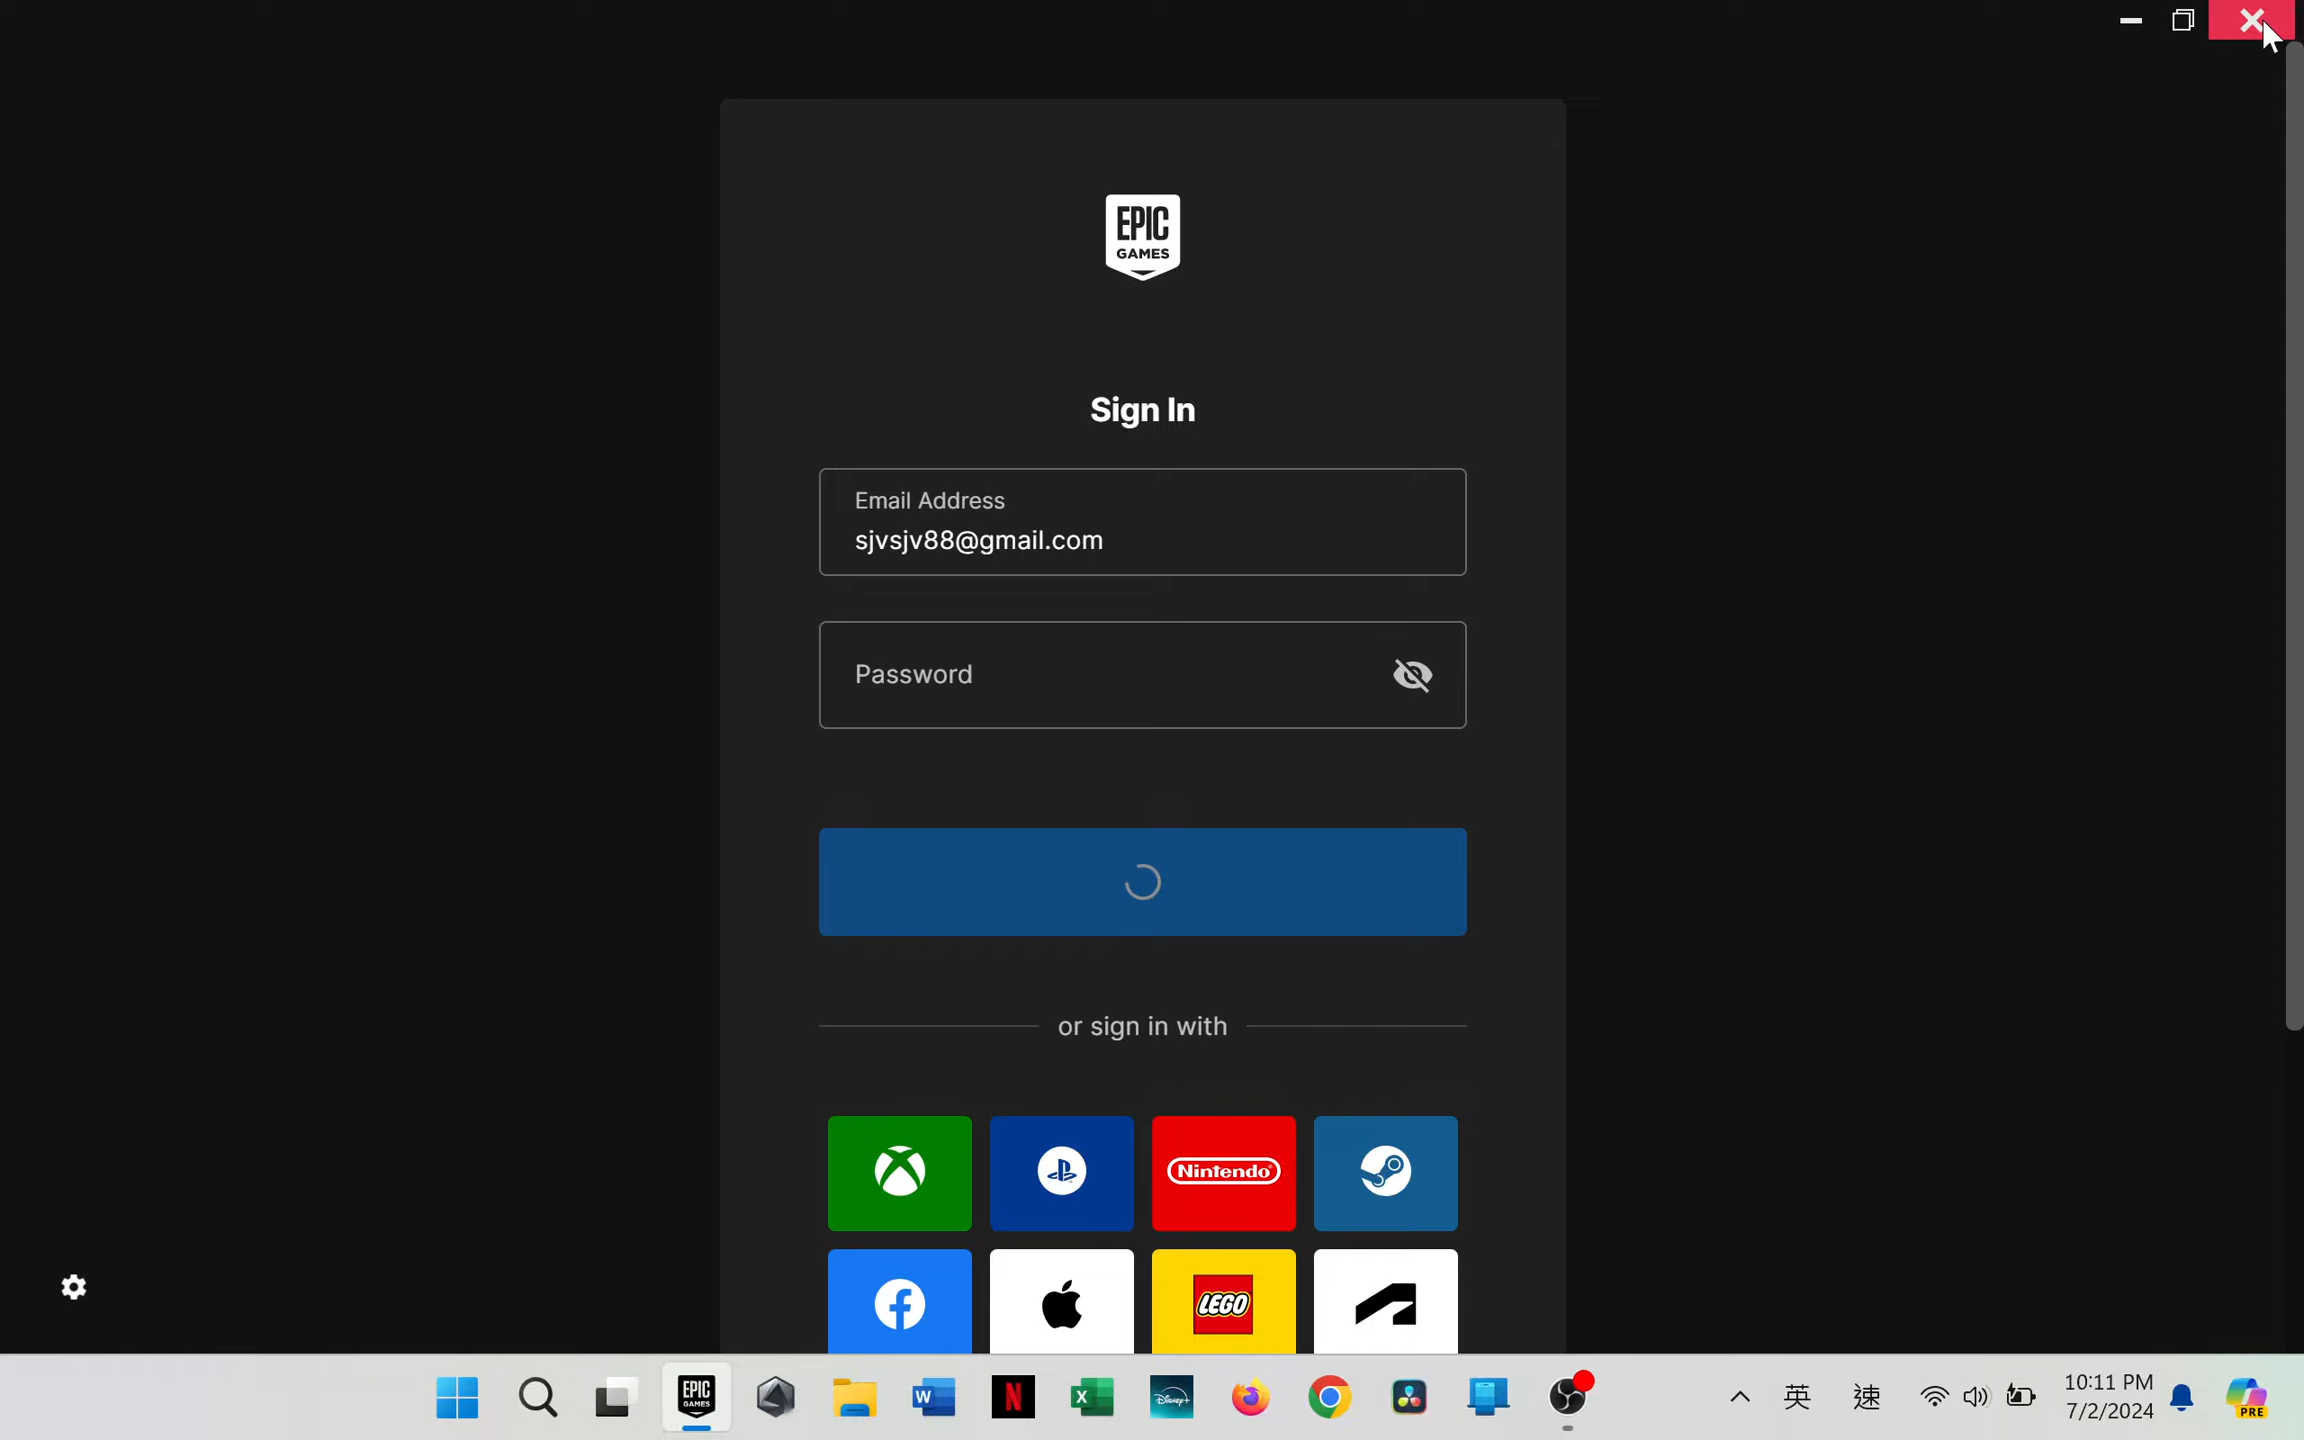 EPIC
GAMES
Sign In
Email Address
sjvsjv88@gmail.com
Password
or sign in with
Nintendo
LEGO
EPIC
GAMES
W
N
X
Disney+
英
速
10:11 PM
7/2/2024
PRE